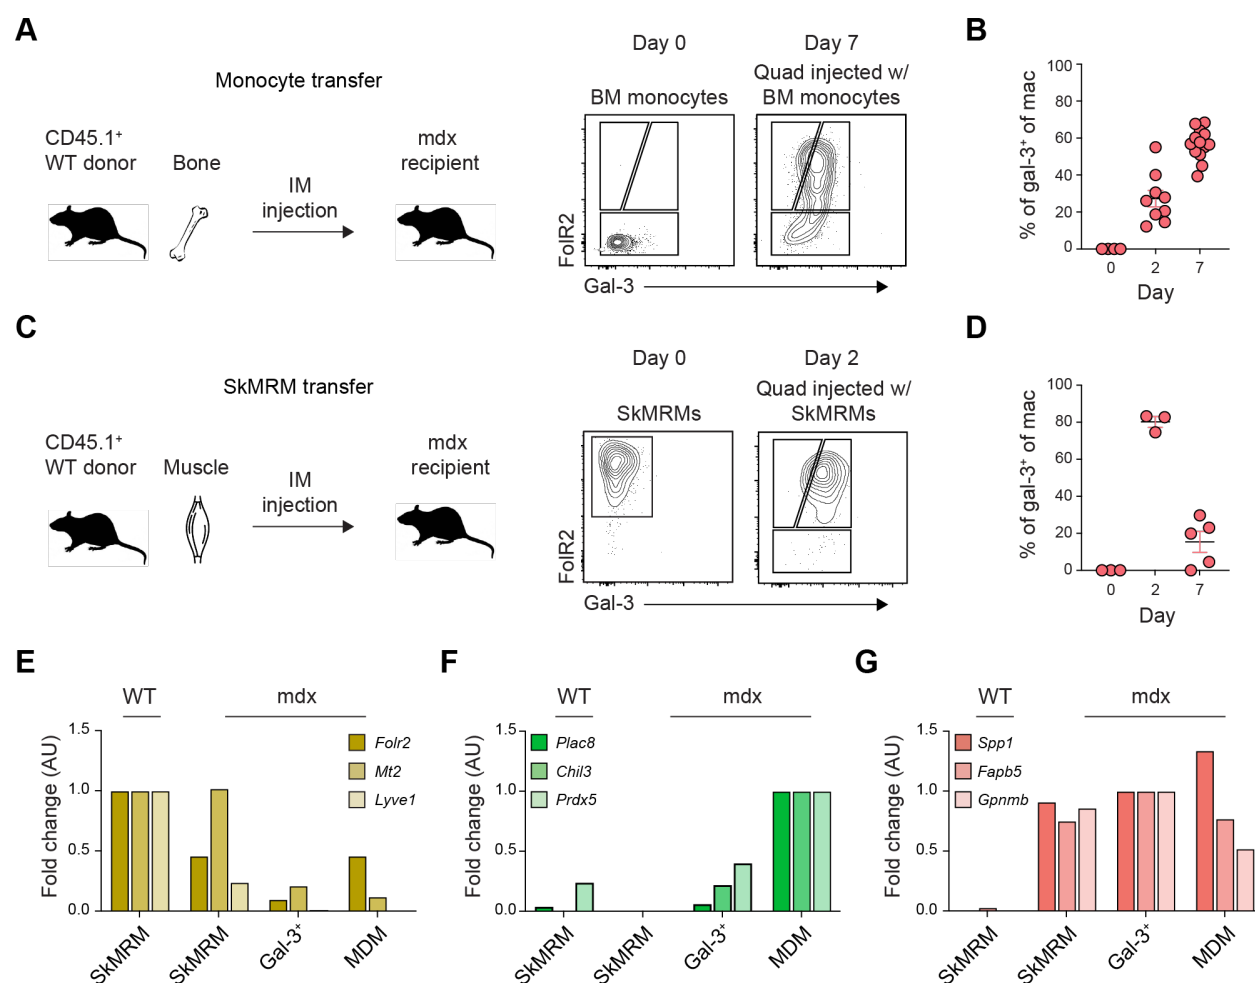 A
Monocyte transfer
CD45.1+
WT donor
Bone
IM
injection
mdx
recipient
Day 0
BM monocytes
Day 7
Quad injected w/
BM monocytes
FolR2
Gal-3
B
% of gal-3+ of mac
100
80
60
40
20
0
0 2 7
Day
C
SkMRM transfer
CD45.1+
WT donor
Muscle
IM
injection
mdx
recipient
Day 0
SkMRMs
Day 2
Quad injected w/
SkMRMs
FolR2
Gal-3
D
% of gal-3+ of mac
100
80
60
40
20
0
0 2 7
Day
E
WT mdx
Fold change (AU)
1.5
1.0
0.5
0.0
Folr2
Mt2
Lyve1
SkMRM SkMRM Gal-3+ MDM
F
WT mdx
Fold change (AU)
1.5
1.0
0.5
0.0
Plac8
Chil3
Prdx5
SkMRM SkMRM Gal-3+ MDM
G
WT mdx
Fold change (AU)
1.5
1.0
0.5
0.0
Spp1
Fapb5
Gpnmb
SkMRM SkMRM Gal-3+ MDM